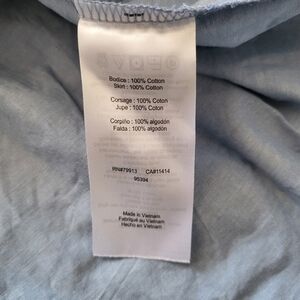 Bodice : 100% Cotton
Skirt : 100% Cotton
Corsage : 100% Coton
Jupe : 100% Coton
Corpiño : 100% algodón
Falda : 100% algodón
RN#79913 CA#11414
95394
Made in Vietnam
Fabriqué au Vietnam
Hecho en Vietnam